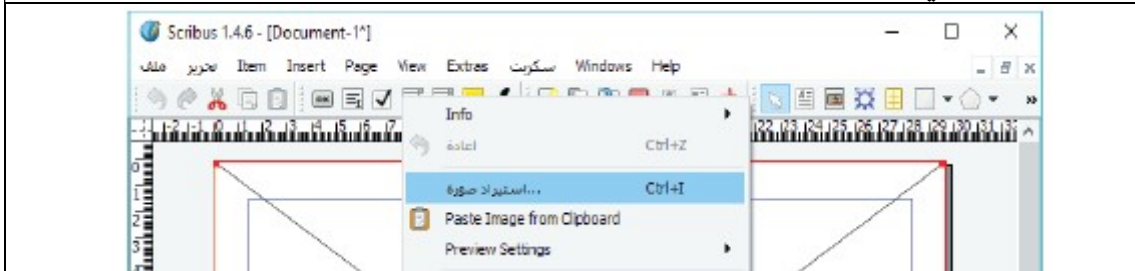 Scribus 1.4.6 - [Document-1*]
ملف تحرير Item Insert Page View Extras سكربت Windows Help
Info
اعادة Ctrl+Z
استيراد صورة... Ctrl+I
Paste Image from Clipboard
Preview Settings